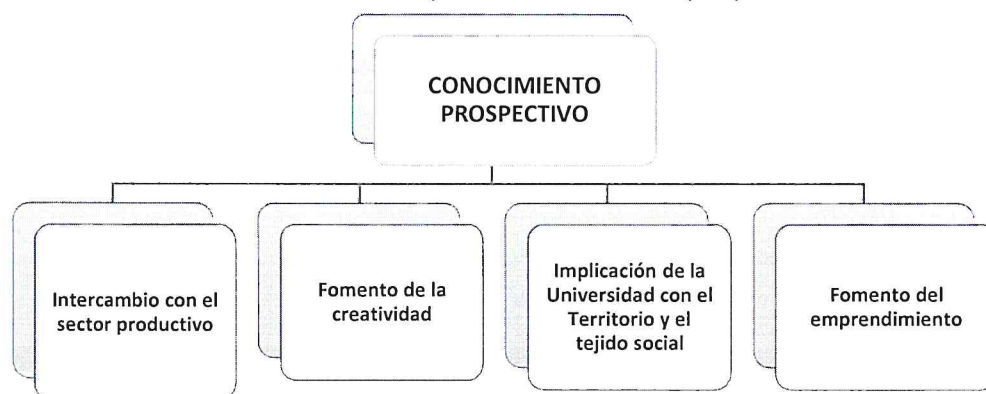 CONOCIMIENTO
PROSPECTIVO
Intercambio con el
sector productivo
Fomento de la
creatividad
Implicación de la
Universidad con el
Territorio y el
tejido social
Fomento del
emprendimiento